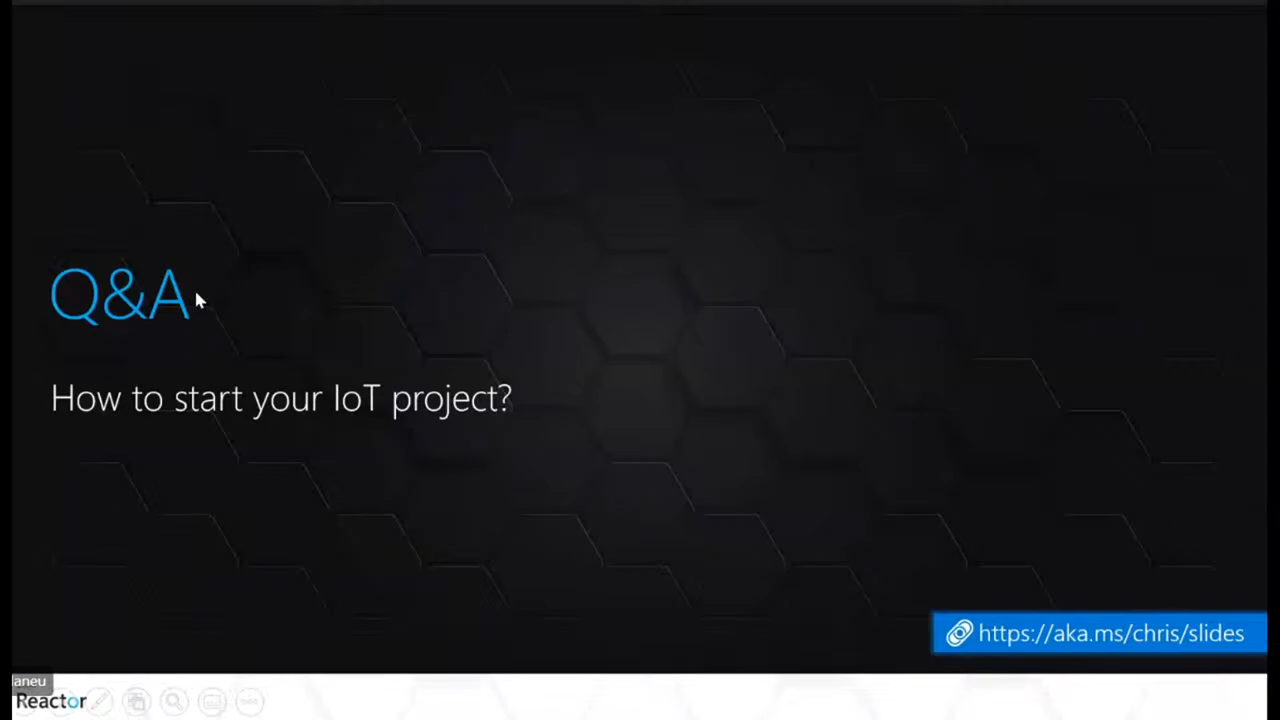 Q&A
How to start your IoT project?
https://aka.ms/chris/slides
aneu
Reactor